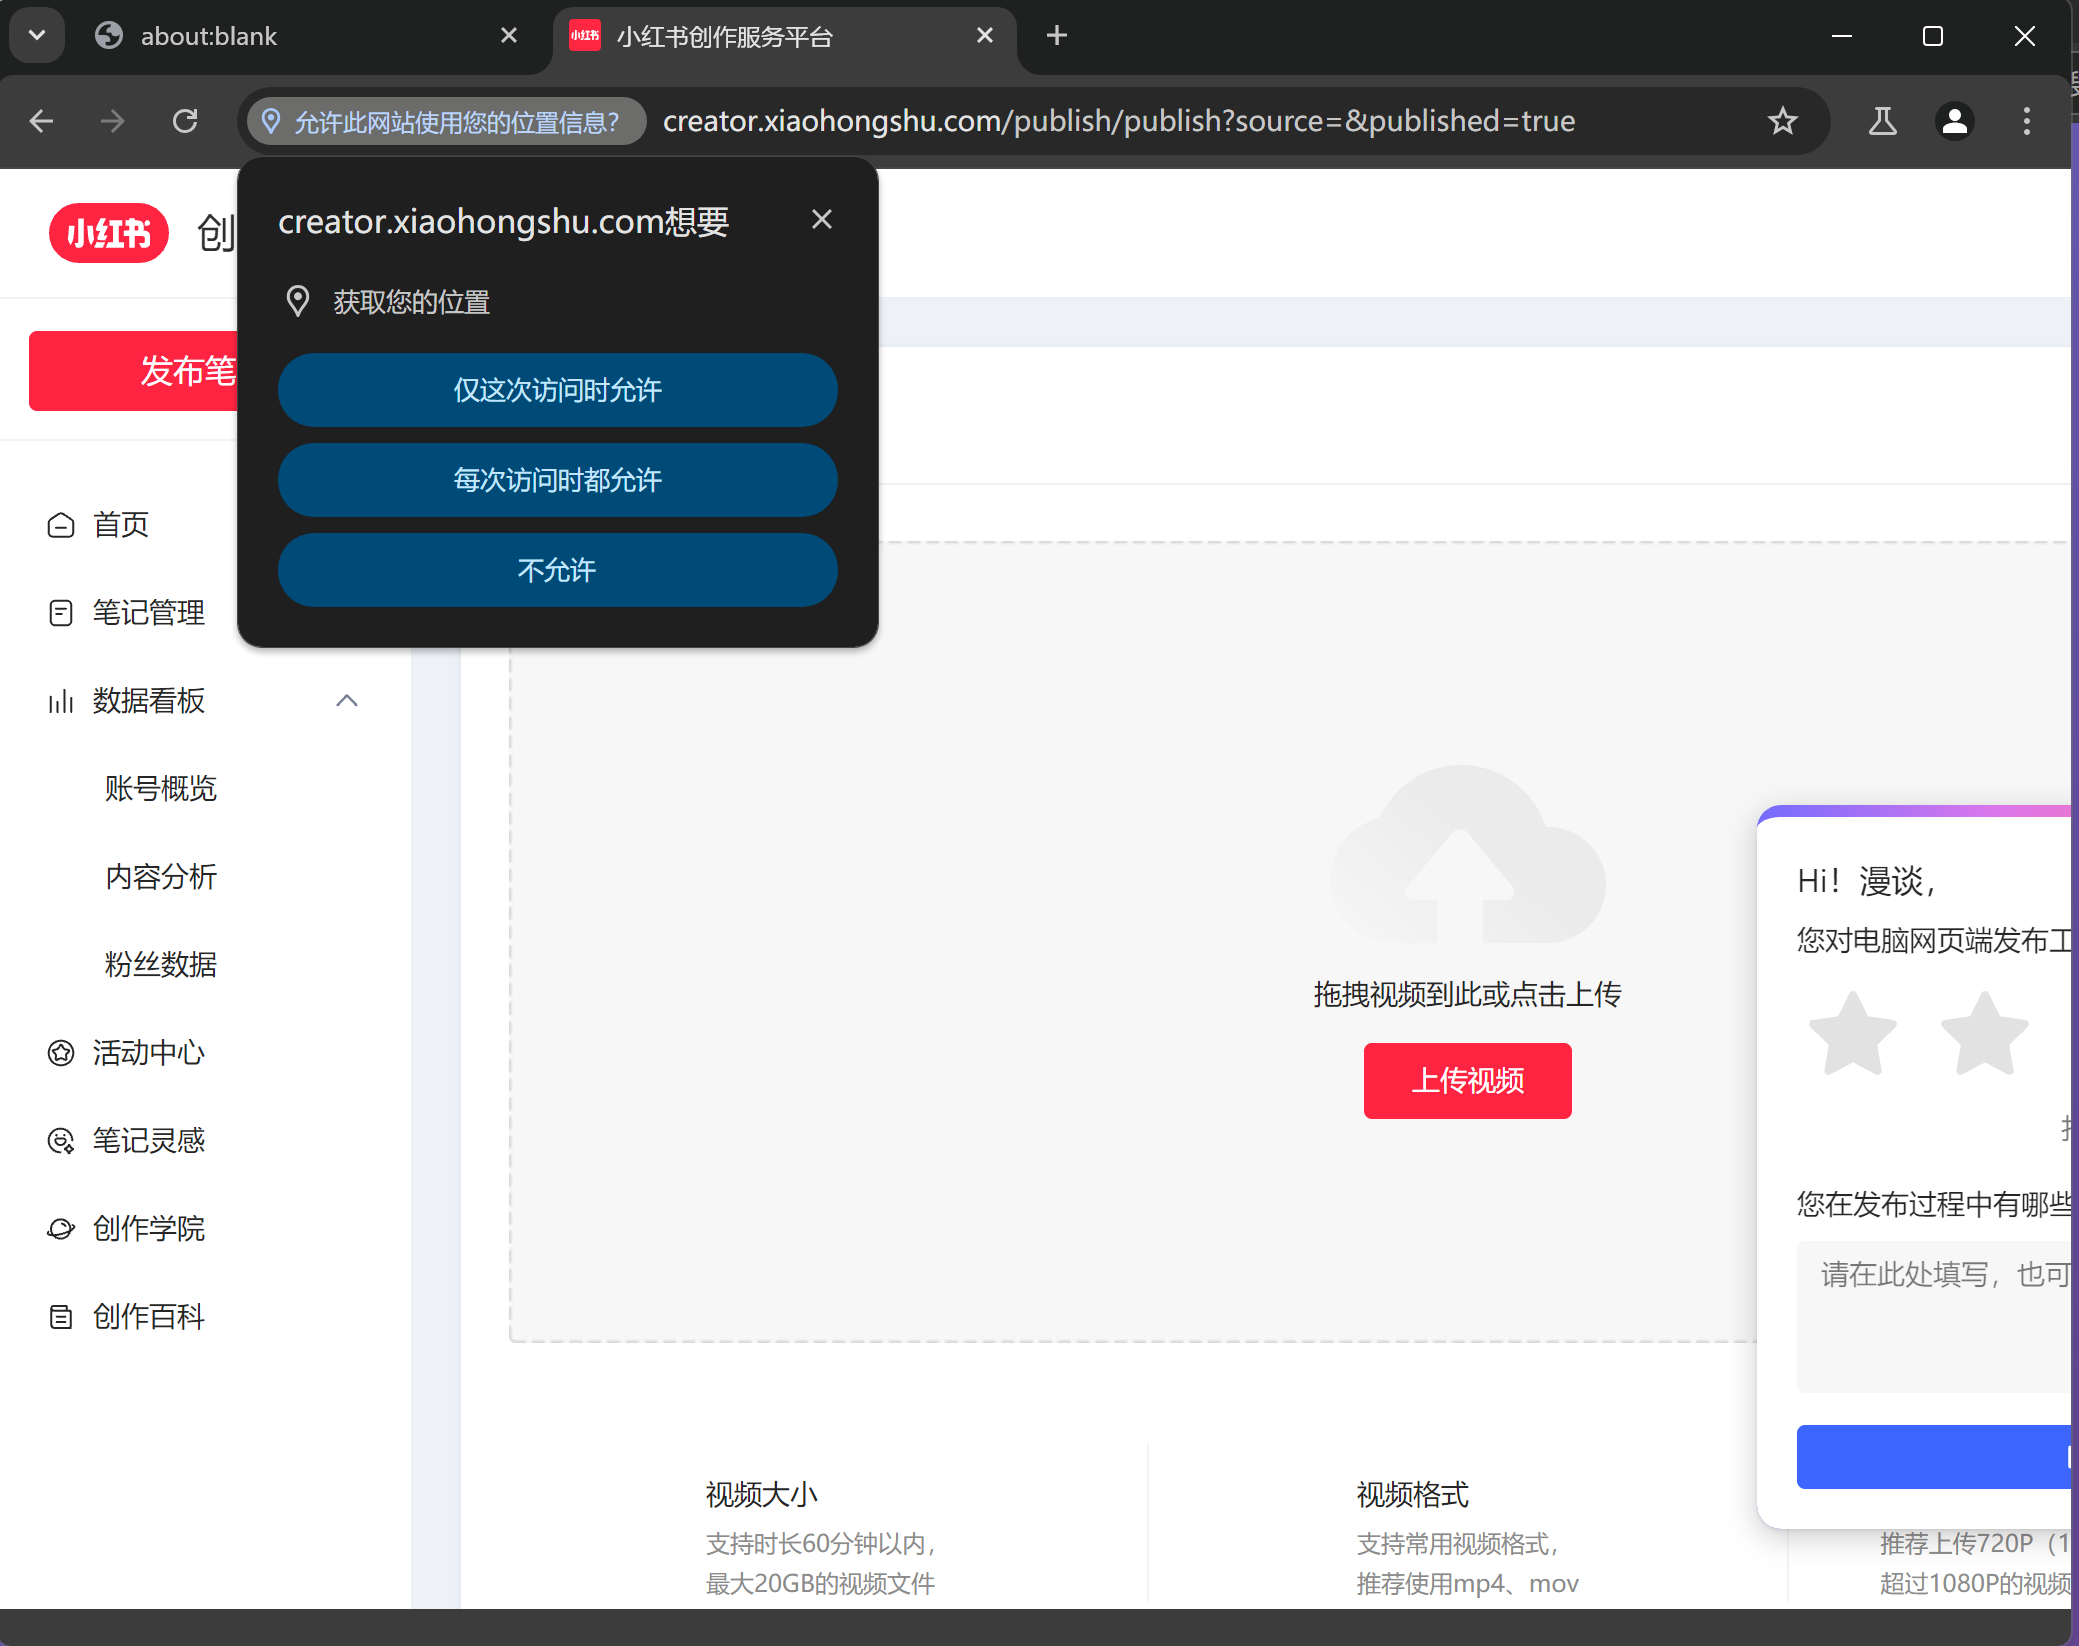 about:blank
小红书
小红书创作服务平台
允许此网站使用您的位置信息?
creator.xiaohongshu.com/publish/publish?source=&published=true
小红书
创
creator.xiaohongshu.com想要
获取您的位置
仅这次访问时允许
每次访问时都允许
不允许
发布笔
首页
笔记管理
数据看板
账号概览
内容分析
粉丝数据
活动中心
笔记灵感
创作学院
创作百科
拖拽视频到此或点击上传
上传视频
Hi！漫谈，
您对电脑网页端发布工
您在发布过程中有哪些
请在此处填写，也可
视频大小
支持时长60分钟以内，
最大20GB的视频文件
视频格式
支持常用视频格式，
推荐使用mp4、mov
推荐上传720P（1
超过1080P的视频